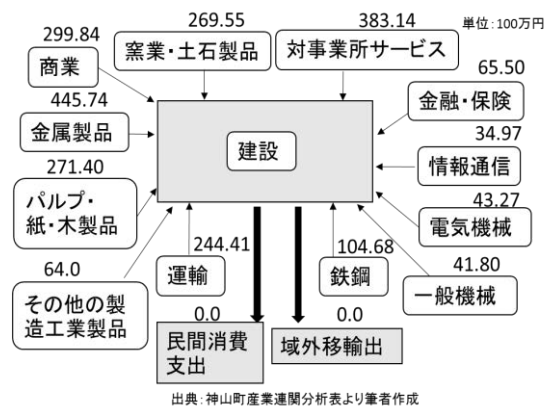 単位：100万円
299.84
商業
269.55
窯業・土石製品
383.14
対事業所サービス
65.50
金融・保険
445.74
金属製品
建設
34.97
情報通信
271.40
パルプ・
紙・木製品
43.27
電気機械
64.0
その他の製
造工業製品
244.41
運輸
104.68
鉄鋼
41.80
一般機械
0.0
民間消費
支出
0.0
域外移輸出
出典：神山町産業連関分析表より筆者作成